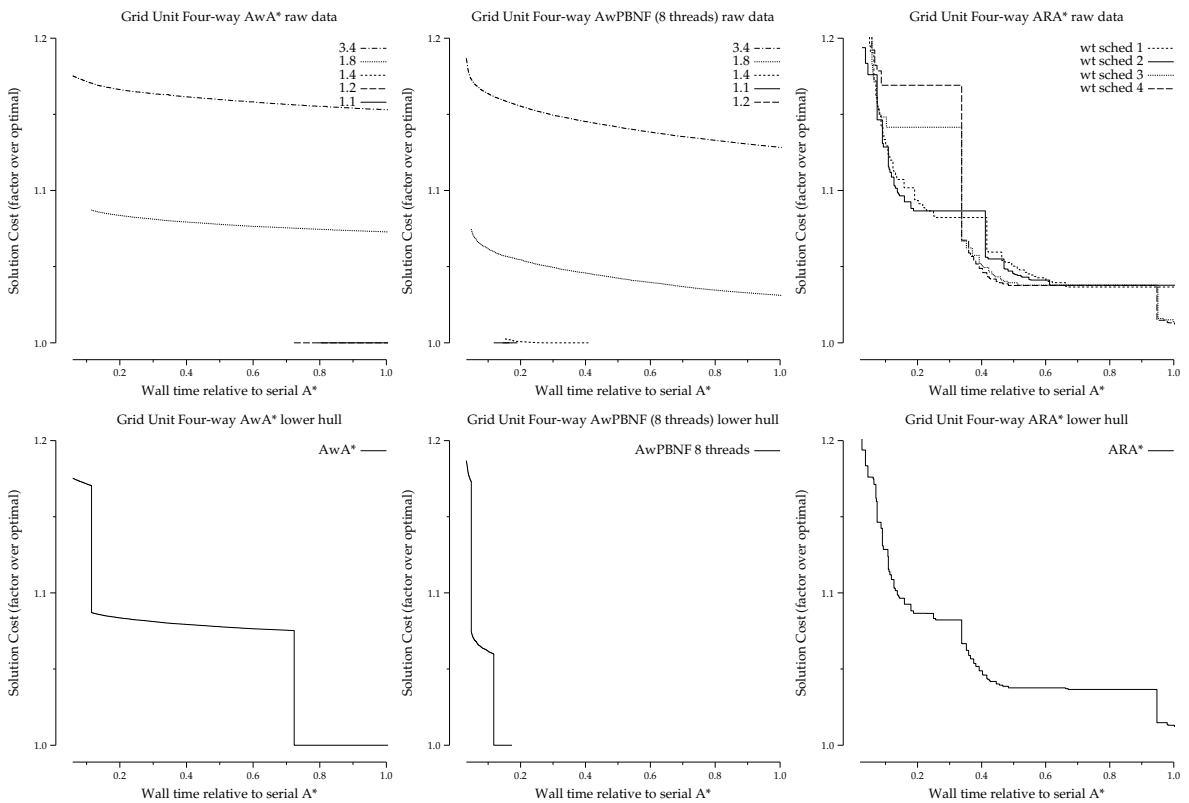 Grid Unit Four-way AwA* raw data
1.2
1.1
1.0
Solution Cost (factor over optimal)
3.4
1.8
1.4
1.2
1.1
0.2 0.4 0.6 0.8 1.0
Wall time relative to serial A*
Grid Unit Four-way AwPBNF (8 threads) raw data
1.2
1.1
1.0
Solution Cost (factor over optimal)
3.4
1.8
1.4
1.1
1.2
0.2 0.4 0.6 0.8 1.0
Wall time relative to serial A*
Grid Unit Four-way ARA* raw data
1.2
1.1
1.0
Solution Cost (factor over optimal)
wt sched 1
wt sched 2
wt sched 3
wt sched 4
0.2 0.4 0.6 0.8 1.0
Wall time relative to serial A*
Grid Unit Four-way AwA* lower hull
1.2
1.1
1.0
Solution Cost (factor over optimal)
AwA*
0.2 0.4 0.6 0.8 1.0
Wall time relative to serial A*
Grid Unit Four-way AwPBNF (8 threads) lower hull
1.2
1.1
1.0
Solution Cost (factor over optimal)
AwPBNF 8 threads
0.2 0.4 0.6 0.8 1.0
Wall time relative to serial A*
Grid Unit Four-way ARA* lower hull
1.2
1.1
1.0
Solution Cost (factor over optimal)
ARA*
0.2 0.4 0.6 0.8 1.0
Wall time relative to serial A*